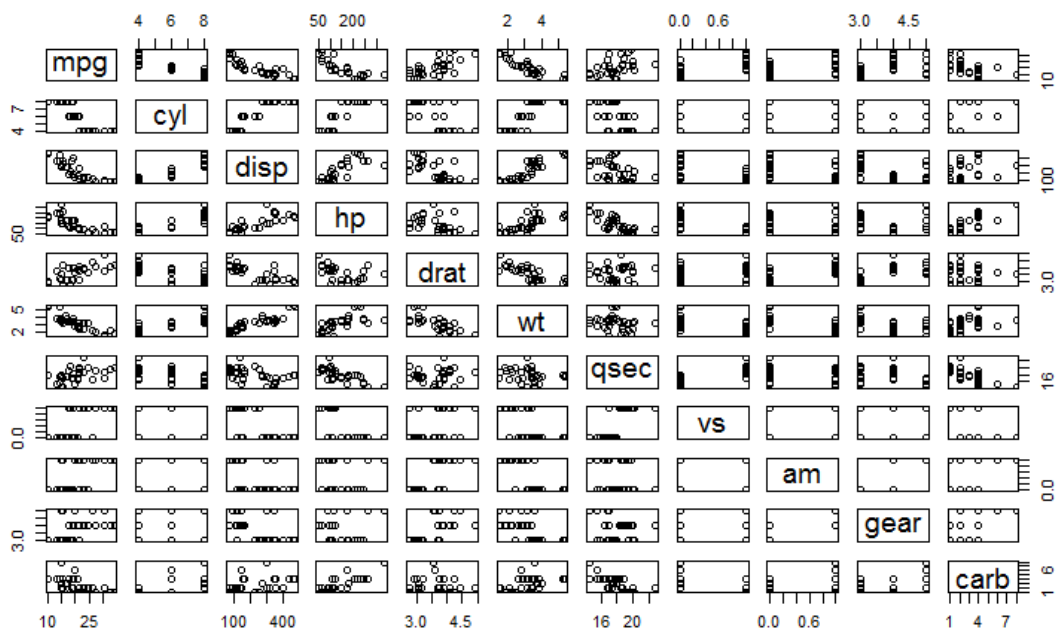 4 6 8 50 200 2 4 0.0 0.6 3.0 4.5
mpg 10
4 7 cyl
disp 100
50 hp
drat 3.0
2 5 wt
qsec 16
0.0 vs
am 0.0
3.0 gear
carb 1 6
10 25 100 400 3.0 4.5 16 20 0.0 0.6 1 4 7